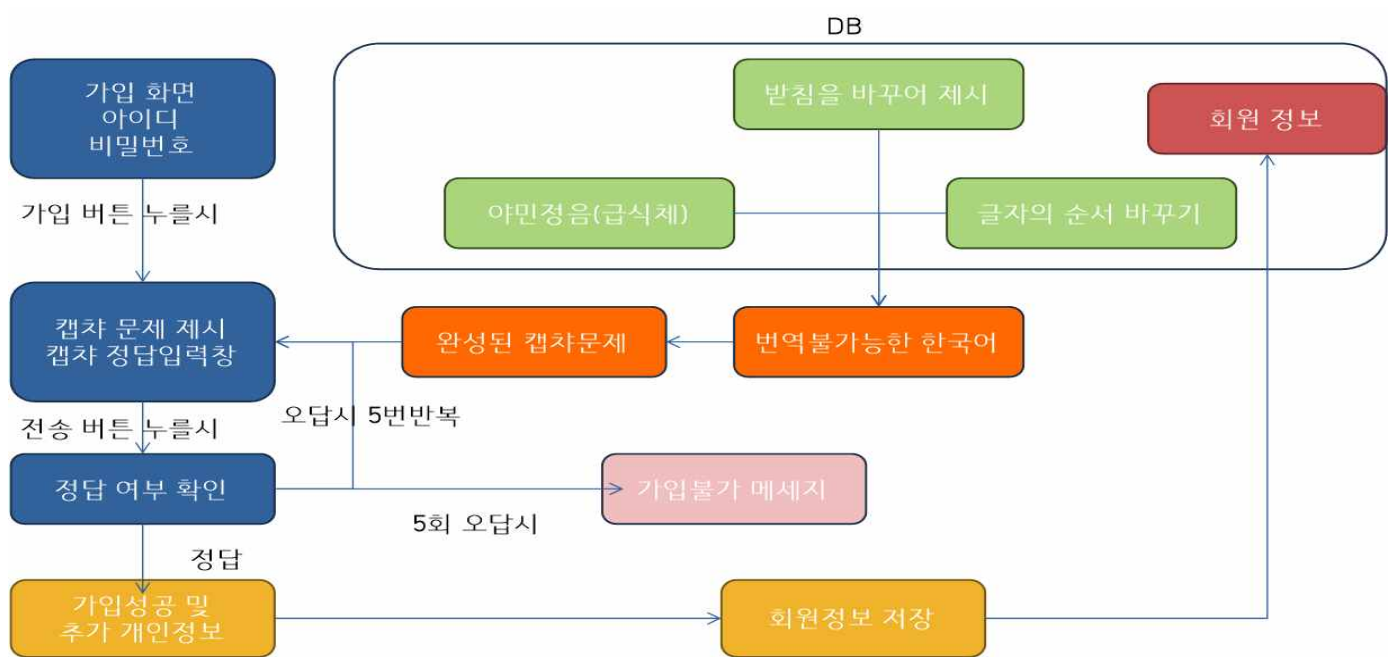 DB
가입 화면
아이디
비밀번호
받침을 바꾸어 제시
회원 정보
야민정음(급식체)
글자의 순서 바꾸기
가입 버튼 누를시
캡챠 문제 제시
캡챠 정답입력창
완성된 캡챠문제
번역불가능한 한국어
오답시 5번반복
전송 버튼 누를시
정답 여부 확인
가입불가 메세지
5회 오답시
정답
가입성공 및
추가 개인정보
회원정보 저장